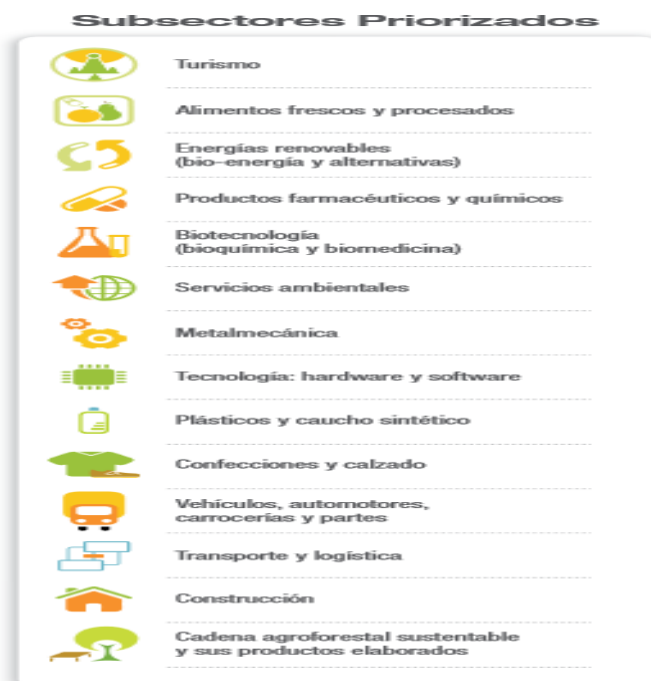 Subsectores Priorizados
Turismo
Alimentos frescos y procesados
Energías renovables
(bio-energía y alternativas)
Productos farmacéuticos y químicos
Biotecnología
(bioquímica y biomedicina)
Servicios ambientales
Metalmecánica
Tecnología: hardware y software
Plásticos y caucho sintético
Confecciones y calzado
Vehículos, automotores,
carrocerías y partes
Transporte y logística
Construcción
Cadena agroforestal sustentable
y sus productos elaborados